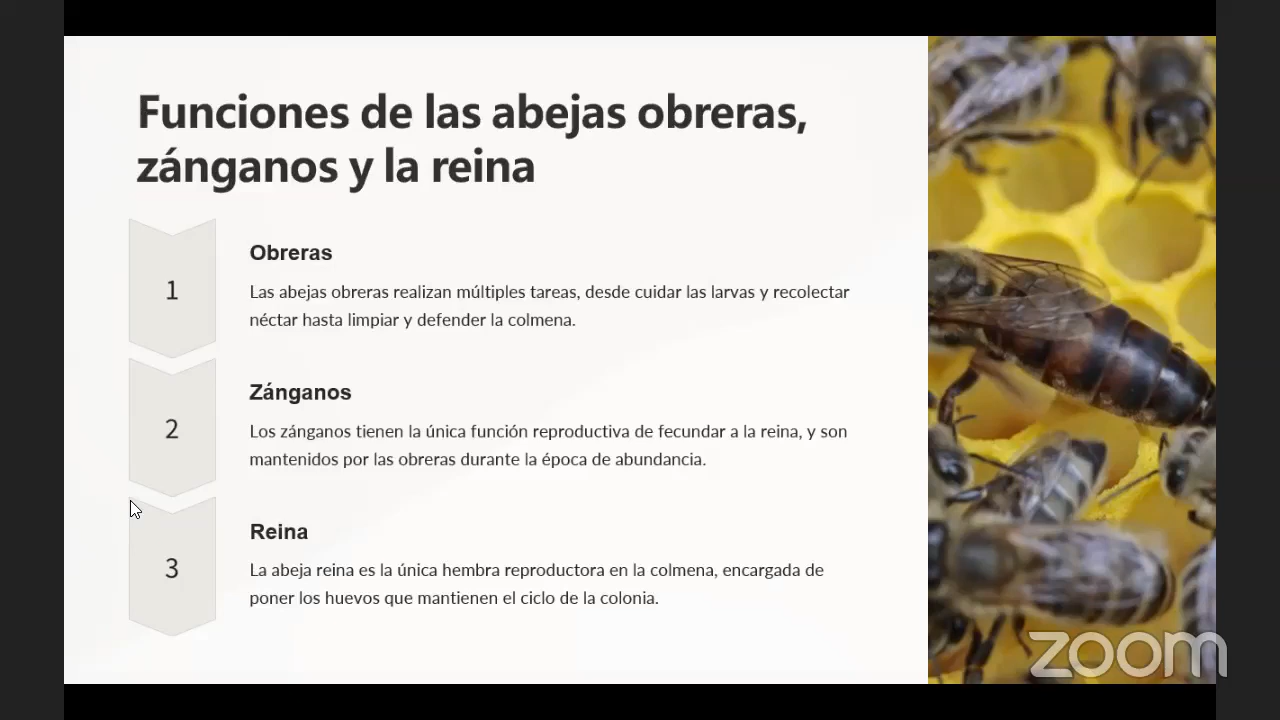 Funciones de las abejas obreras,
zánganos y la reina
1
Obreras
Las abejas obreras realizan múltiples tareas, desde cuidar las larvas y recolectar
néctar hasta limpiar y defender la colmena.
2
Zánganos
Los zánganos tienen la única función reproductiva de fecundar a la reina, y son
mantenidos por las obreras durante la época de abundancia.
3
Reina
La abeja reina es la única hembra reproductora en la colmena, encargada de
poner los huevos que mantienen el ciclo de la colonia.
zoom